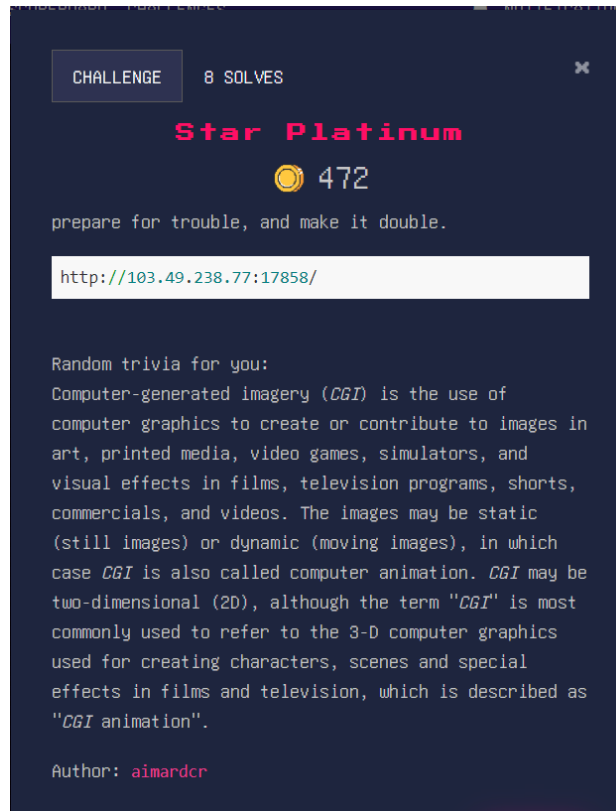 CHALLENGE 8 SOLVES ×
Star Platinum
472
prepare for trouble, and make it double.
http://103.49.238.77:17858/
Random trivia for you:
Computer-generated imagery (CGI) is the use of
computer graphics to create or contribute to images in
art, printed media, video games, simulators, and
visual effects in films, television programs, shorts,
commercials, and videos. The images may be static
(still images) or dynamic (moving images), in which
case CGI is also called computer animation. CGI may be
two-dimensional (2D), although the term "CGI" is most
commonly used to refer to the 3-D computer graphics
used for creating characters, scenes and special
effects in films and television, which is described as
"CGI animation".
Author: aimardcr